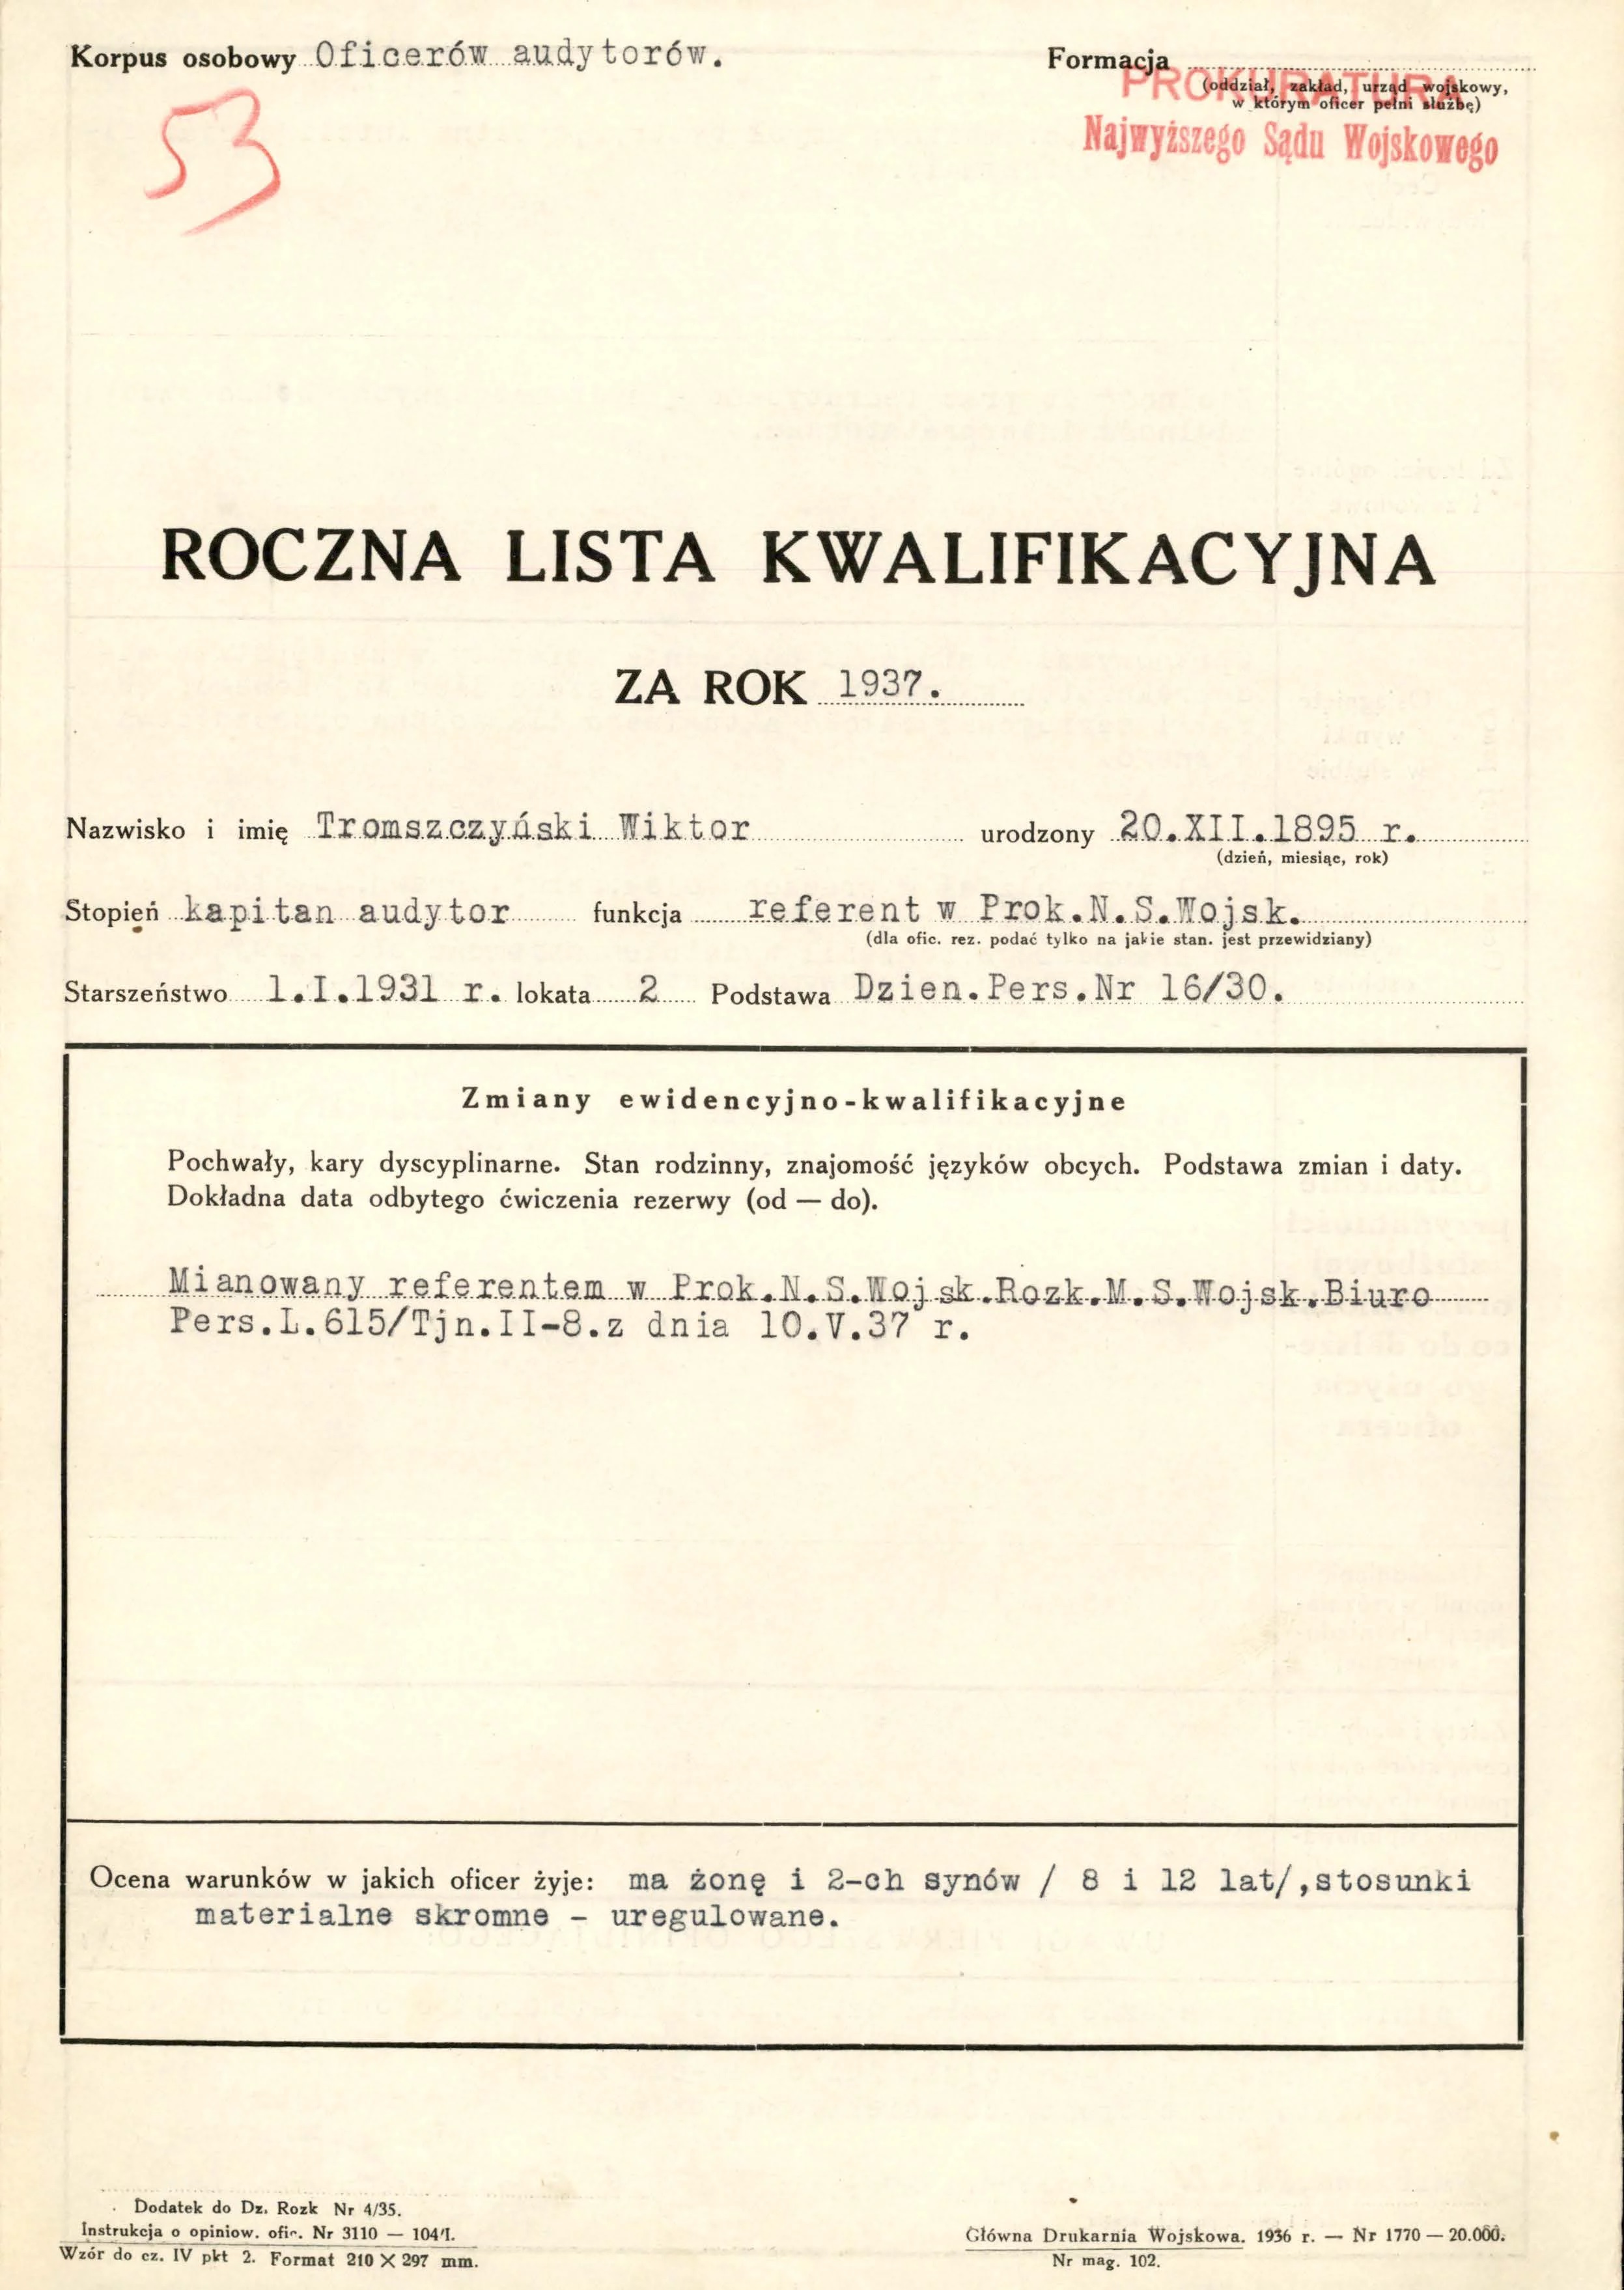 Korpus osobowy Oficerów audytorów.
Formacja
PROKURATURA
(oddział, zakład, urząd wojskowy,
w którym oficer pełni służbę)
Najwyższego Sądu Wojskowego
53
ROCZNA LISTA KWALIFIKACYJNA
ZA ROK 1937.
Nazwisko i imię Tromszczyński Wiktor urodzony 20.XII.1895 r.
(dzień, miesiąc, rok)
Stopień kapitan audytor funkcja referent w Prok.N.S.Wojsk.
(dla ofic. rez. podać tylko na jakie stan. jest przewidziany)
Starszeństwo 1.I.1931 r. lokata 2 Podstawa Dzien.Pers.Nr 16/30.
Zmiany ewidencyjno-kwalifikacyjne
Pochwały, kary dyscyplinarne. Stan rodzinny, znajomość języków obcych. Podstawa zmian i daty.
Dokładna data odbytego ćwiczenia rezerwy (od — do).
Mianowany referentem w Prok.N.S.Wojsk.Rozk.M.S.Wojsk.Biuro
Pers.L.615/Tjn.II-8.z dnia 10.V.37 r.
Ocena warunków w jakich oficer żyje: ma żonę i 2-ch synów / 8 i 12 lat/,stosunki
materialne skromne - uregulowane.
Dodatek do Dz. Rozk Nr 4/35.
Instrukcja o opiniow. ofic. Nr 3110 — 104/I.
Wzór do cz. IV pkt 2. Format 210 X 297 mm.
Główna Drukarnia Wojskowa. 1936 r. — Nr 1770 — 20.000.
Nr mag. 102.